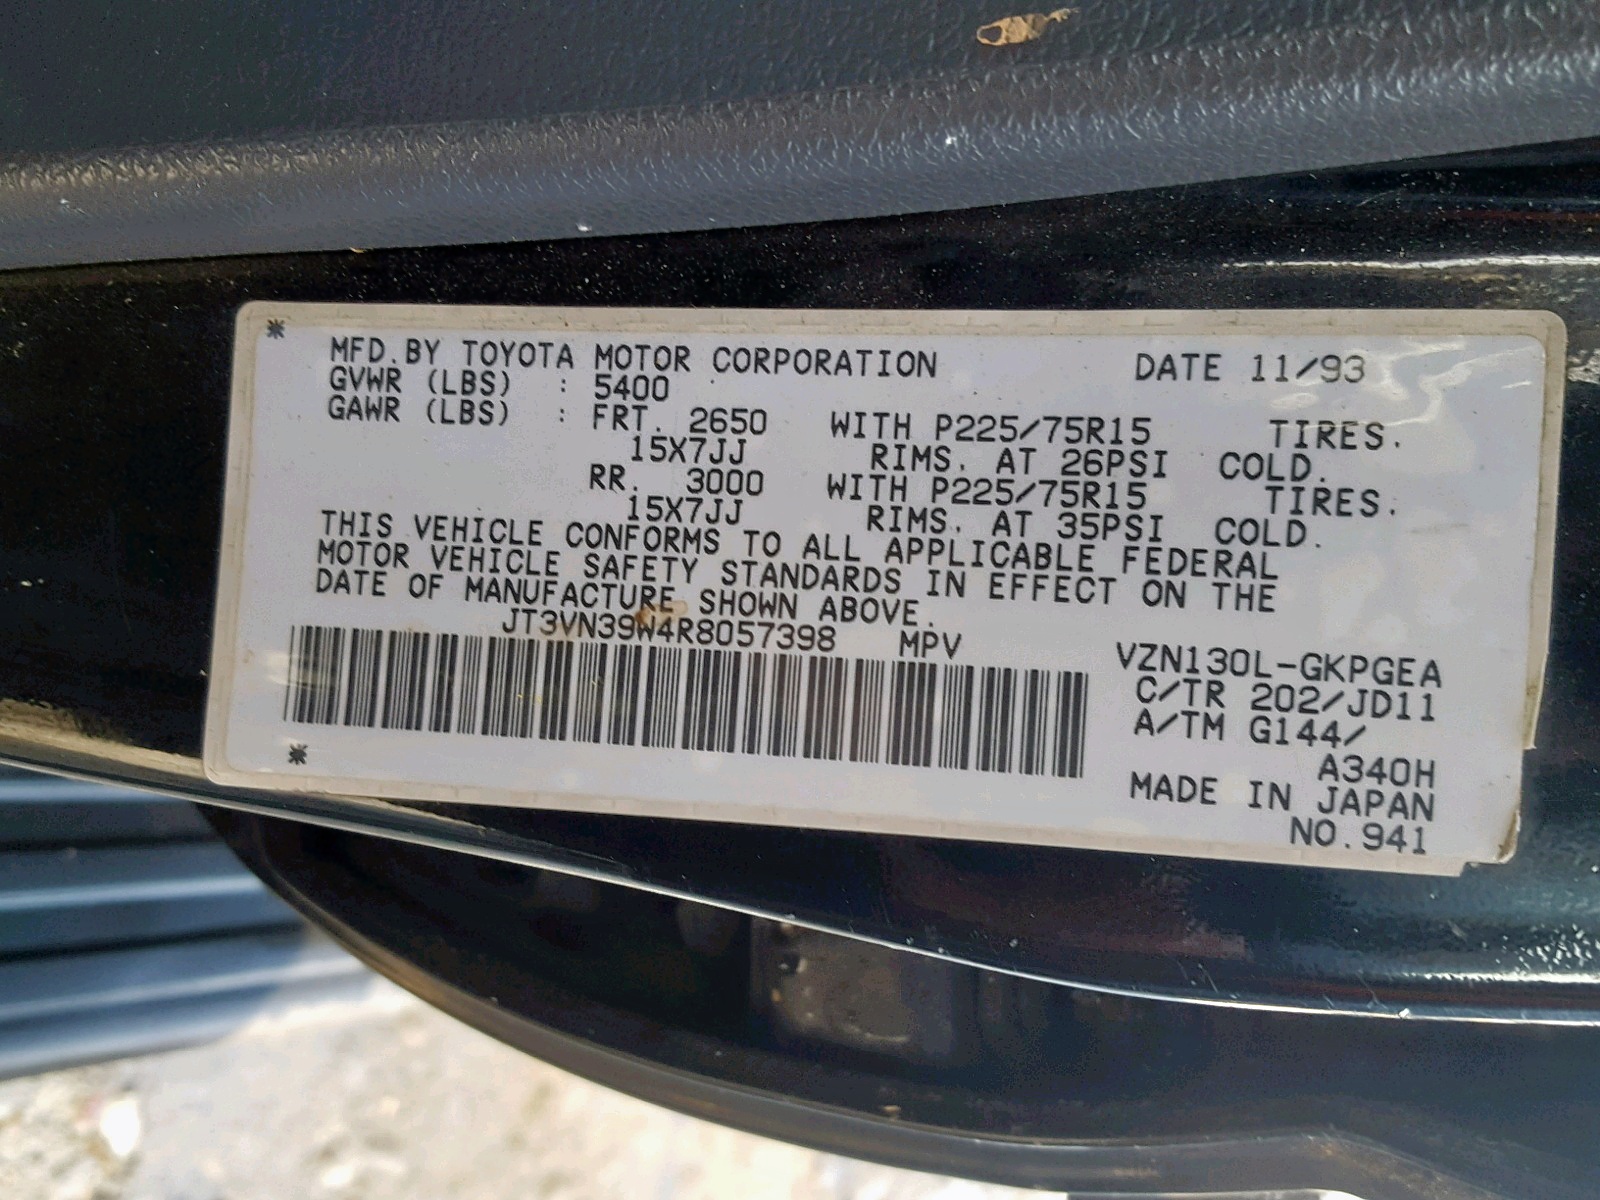 MFD.BY TOYOTA MOTOR CORPORATION DATE 11/93
GVWR (LBS) : 5400
GAWR (LBS) : FRT. 2650 WITH P225/75R15 TIRES.
15X7JJ RIMS. AT 26PSI COLD.
RR. 3000 WITH P225/75R15 TIRES.
15X7JJ RIMS. AT 35PSI COLD.
THIS VEHICLE CONFORMS TO ALL APPLICABLE FEDERAL
MOTOR VEHICLE SAFETY STANDARDS IN EFFECT ON THE
DATE OF MANUFACTURE SHOWN ABOVE.
JT3VN39W4R8057398 MPV VZN130L-GKPGEA
C/TR 202/JD11
A/TM G144/
A340H
MADE IN JAPAN
NO.941